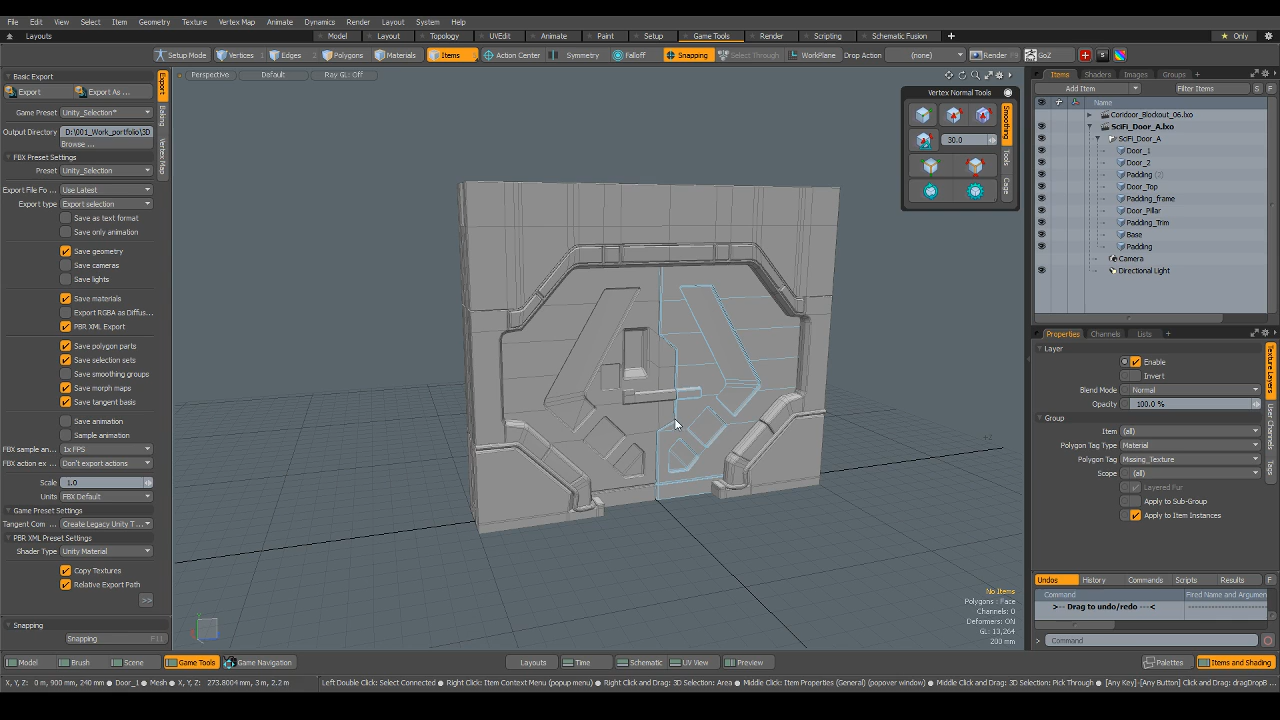 File Edit View Select Item Geometry Texture Vertex Map Animate Dynamics Render Layout System Help
Layouts Model Layout Topology UVEdit Animate Paint Setup Game Tools Render Scripting Schematic Fusion + Only
Setup Mode Vertices Edges Polygons Materials Items Action Center Symmetry Falloff Snapping Select Through WorkPlane Drop Action (none) Render GoZ
Basic Export
Export Export As ...
Game Preset Unity_Selection*
Output Directory D:\001_Work_portfolio\3D
Browse ...
FBX Preset Settings
Preset Unity_Selection
Export File Fo ... Use Latest
Export type Export selection
Save as text format
Save only animation
Save geometry
Save cameras
Save lights
Save materials
Export RGBA as Diffus...
PBR XML Export
Save polygon parts
Save selection sets
Save smoothing groups
Save morph maps
Save tangent basis
Save animation
Sample animation
FBX sample an ... 1x FPS
FBX action ex ... Don't export actions
Scale 1.0
Units FBX Default
Game Preset Settings
Tangent Com ... Create Legacy Unity T ...
PBR XML Preset Settings
Shader Type Unity Material
Copy Textures
Relative Export Path
>>
Snapping
Snapping F11
Export
Baking
Vertex Map
Perspective Default Ray GL: Off
Vertex Normal Tools
30.0
Smoothing
Tools
Cage
+Z
No Items
Polygons : Face
Channels: 0
Deformers: ON
GL: 13,264
200 mm
Items Shaders Images Groups +
Add Item Filter Items S F
Name
Coridoor_Blockout_06.lxo
SciFi_Door_A.lxo
SciFi_Door_A
Door_1
Door_2
Padding (2)
Door_Top
Padding_frame
Door_Pillar
Padding_Trim
Base
Padding
Camera
Directional Light
Properties Channels Lists +
Layer
Enable
Invert
Blend Mode Normal
Opacity 100.0 %
Group
Item (all)
Polygon Tag Type Material
Polygon Tag Missing_Texture
Scope (all)
Layered Fur
Apply to Sub-Group
Apply to Item Instances
Texture Layers
User Channels
Tags
Undos History Commands Scripts Results F
Command Fired Name and Argumen
>-- Drag to undo/redo ---<
> Command
Model Brush Scene Game Tools Game Navigation Layouts Time Schematic UV View Preview Palettes Items and Shading
X, Y, Z: 0 m, 900 mm, 240 mm ● Door_1 ● Mesh ● X, Y, Z: 273.8004 mm, 3 m, 2.2 m Left Double Click: Select Connected ● Right Click: Item Context Menu (popup menu) ● Right Click and Drag: 3D Selection: Area ● Middle Click: Item Properties (General) (popover window) ● Middle Click and Drag: 3D Selection: Pick Through ● [Any Key]-[Any Button] Click and Drag: dragDropB ...